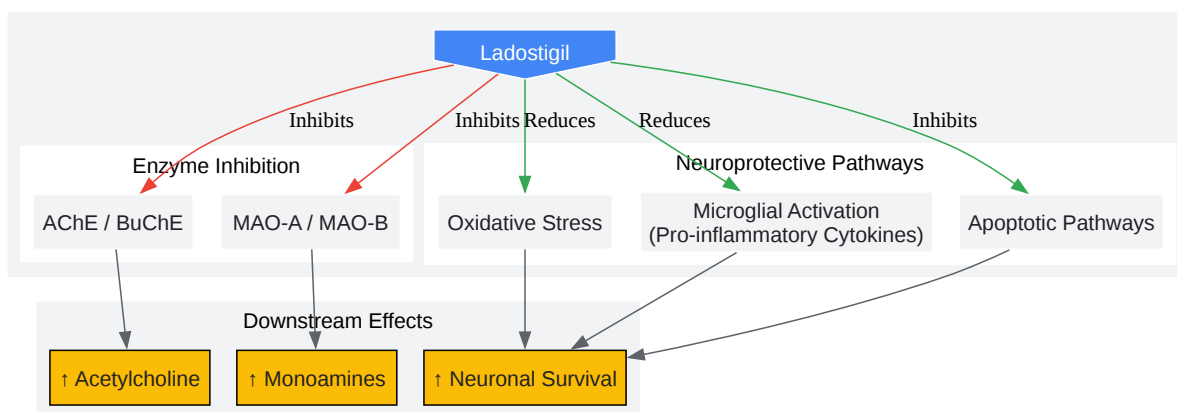 Ladostigil
Inhibits
Inhibits
Reduces
Reduces
Inhibits
Enzyme Inhibition
Neuroprotective Pathways
AChE / BuChE
MAO-A / MAO-B
Oxidative Stress
Microglial Activation
(Pro-inflammatory Cytokines)
Apoptotic Pathways
Downstream Effects
↑ Acetylcholine
↑ Monoamines
↑ Neuronal Survival